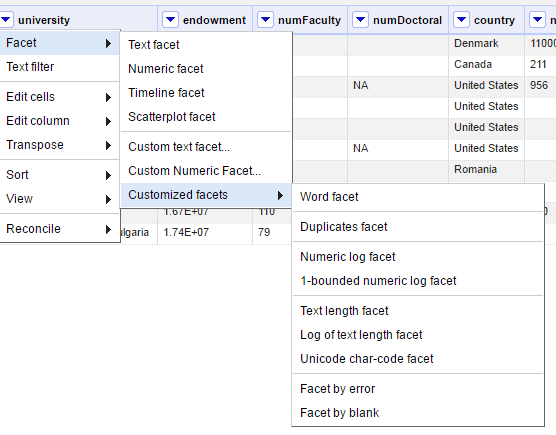 university endowment numFaculty numDoctoral country n
Facet
Text filter
Edit cells
Edit column
Transpose
Sort
View
Reconcile
Text facet
Numeric facet
Timeline facet
Scatterplot facet
Custom text facet...
Custom Numeric Facet...
Customized facets
Word facet
Duplicates facet
Numeric log facet
1-bounded numeric log facet
Text length facet
Log of text length facet
Unicode char-code facet
Facet by error
Facet by blank
Denmark 11000
Canada 211
NA United States 956
United States
United States
NA United States
Romania
1.67E+07 110 0
lgaria 1.74E+07 79